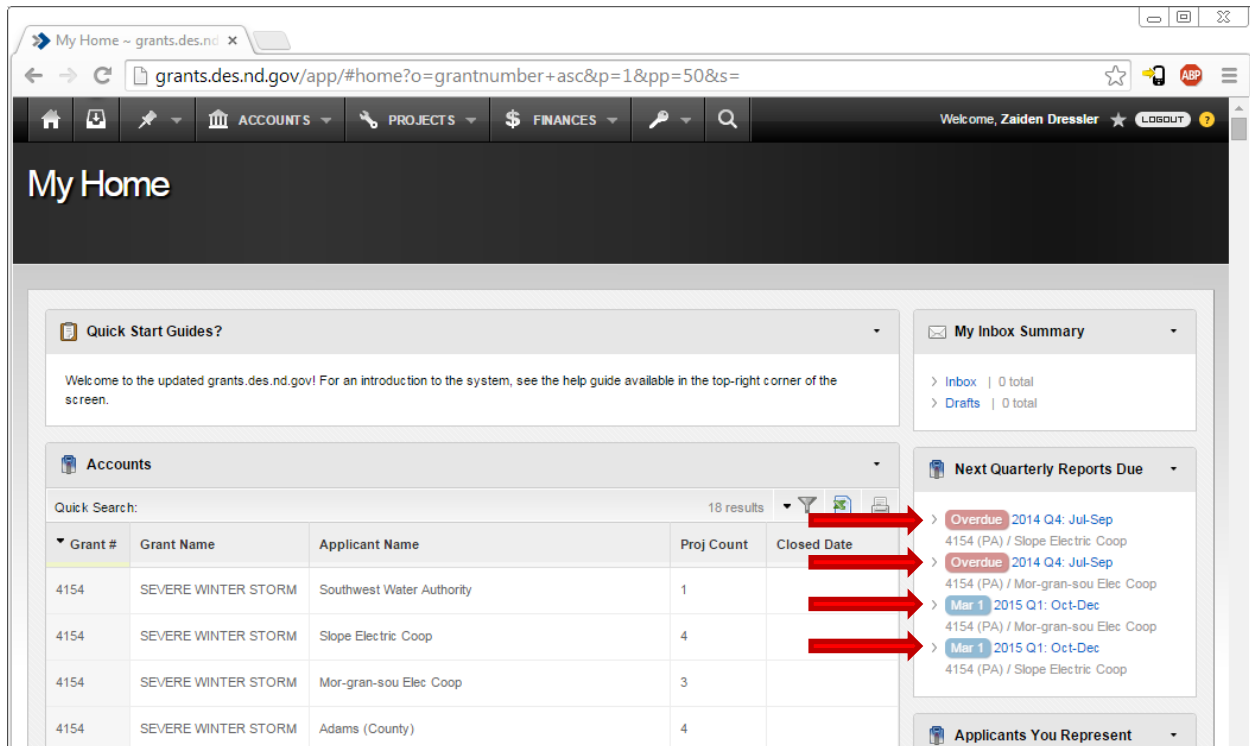 My Home ~ grants.des.nd
grants.des.nd.gov/app/#home?o=grantnumber+asc&p=1&pp=50&s=
ABP
ACCOUNTS PROJECTS $ FINANCES Welcome, Zaiden Dressler LOGOUT ?
My Home
Quick Start Guides?
Welcome to the updated grants.des.nd.gov! For an introduction to the system, see the help guide available in the top-right corner of the
screen.
My Inbox Summary
Inbox | 0 total
Drafts | 0 total
Accounts
Quick Search: 18 results
Grant # Grant Name Applicant Name Proj Count Closed Date
4154 SEVERE WINTER STORM Southwest Water Authority 1
4154 SEVERE WINTER STORM Slope Electric Coop 4
4154 SEVERE WINTER STORM Mor-gran-sou Elec Coop 3
4154 SEVERE WINTER STORM Adams (County) 4
Next Quarterly Reports Due
Overdue 2014 Q4: Jul-Sep
4154 (PA) / Slope Electric Coop
Overdue 2014 Q4: Jul-Sep
4154 (PA) / Mor-gran-sou Elec Coop
Mar 1 2015 Q1: Oct-Dec
4154 (PA) / Mor-gran-sou Elec Coop
Mar 1 2015 Q1: Oct-Dec
4154 (PA) / Slope Electric Coop
Applicants You Represent